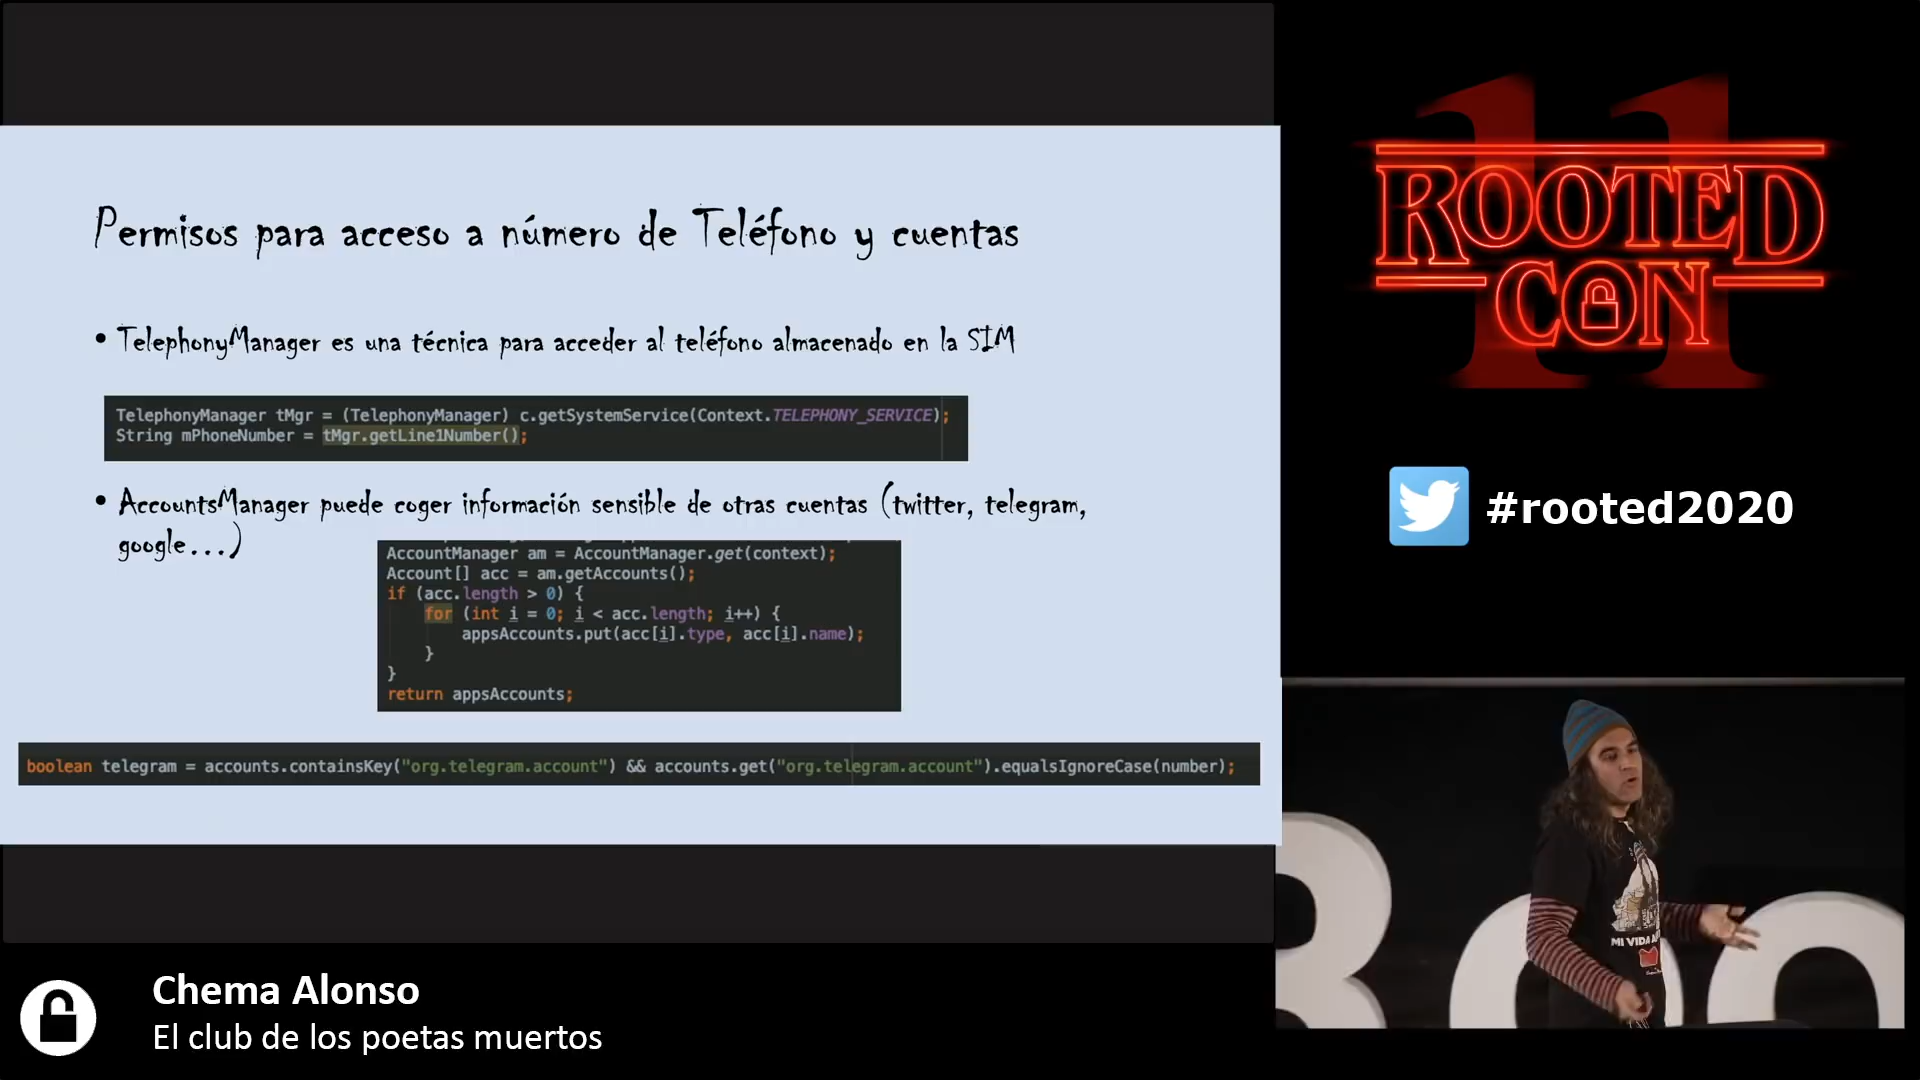 Permisos para acceso a número de Teléfono y cuentas
• TelephonyManager es una técnica para acceder al teléfono almacenado en la SIM
TelephonyManager tMgr = (TelephonyManager) c.getSystemService(Context.TELEPHONY_SERVICE);
String mPhoneNumber = tMgr.getLine1Number();
• AccountsManager puede coger información sensible de otras cuentas (twitter, telegram,
google...)
AccountManager am = AccountManager.get(context);
Account[] acc = am.getAccounts();
if (acc.length > 0) {
for (int i = 0; i < acc.length; i++) {
appsAccounts.put(acc[i].type, acc[i].name);
}
}
return appsAccounts;
boolean telegram = accounts.containsKey("org.telegram.account") && accounts.get("org.telegram.account").equalsIgnoreCase(number);
11
ROOTED
CON
#rooted2020
MI VIDA
Roo
Chema Alonso
El club de los poetas muertos